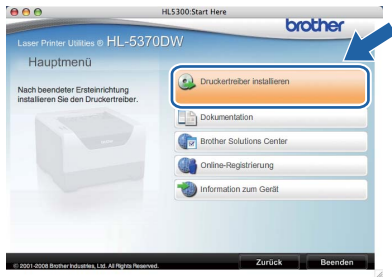 HL5300:Start Here
brother
Laser Printer Utilities ® HL-5370DW
Hauptmenü
Nach beendeter Ersteinrichtung
installieren Sie den Druckertreiber.
Druckertreiber installieren
Dokumentation
Brother Solutions Center
Online-Registrierung
Information zum Gerät
© 2001-2008 Brother Industries, Ltd. All Rights Reserved.
Zurück
Beenden